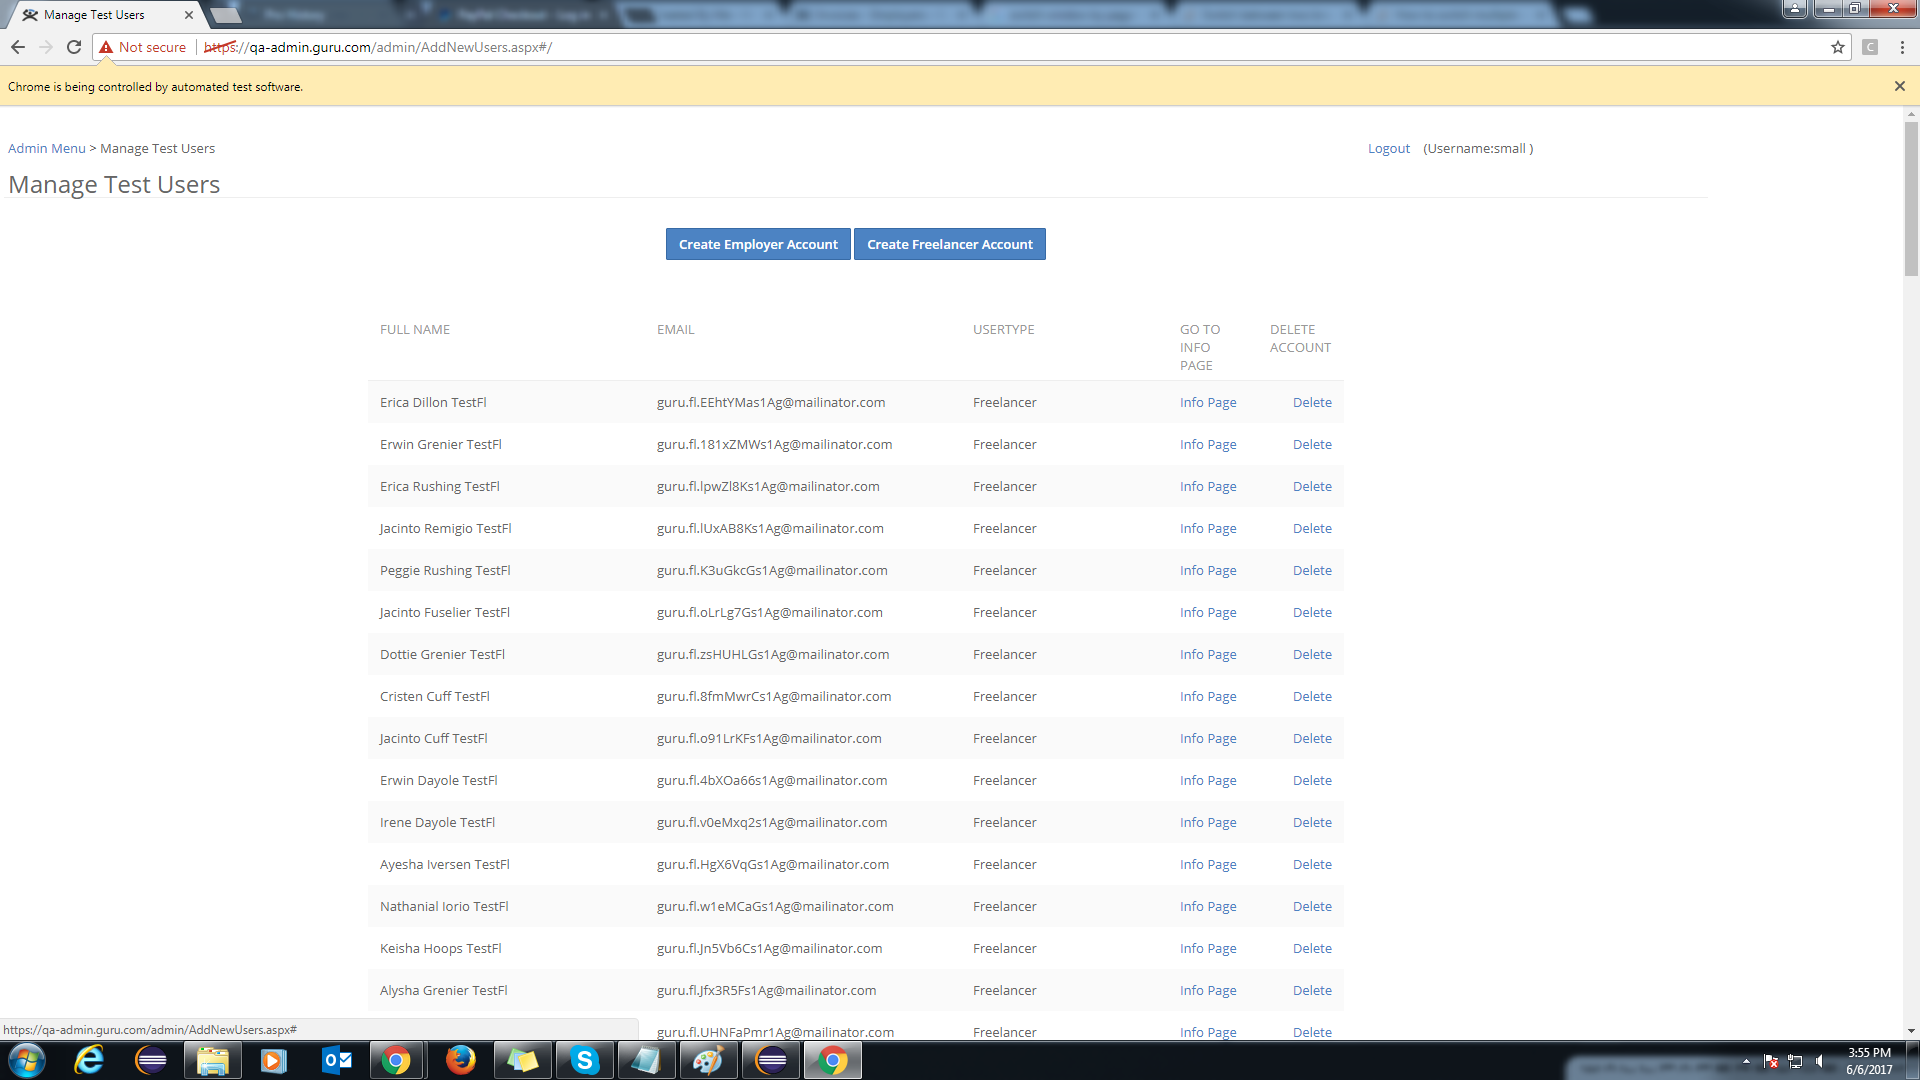 Manage Test Users
Not secure https://qa-admin.guru.com/admin/AddNewUsers.aspx#/
Chrome is being controlled by automated test software.
Admin Menu > Manage Test Users
Logout (Username:small )
Manage Test Users
Create Employer Account Create Freelancer Account
FULL NAME EMAIL USERTYPE GO TO INFO PAGE DELETE ACCOUNT
Erica Dillon TestFl guru.fl.EEhtYMas1Ag@mailinator.com Freelancer Info Page Delete
Erwin Grenier TestFl guru.fl.181xZMWs1Ag@mailinator.com Freelancer Info Page Delete
Erica Rushing TestFl guru.fl.lpwZl8Ks1Ag@mailinator.com Freelancer Info Page Delete
Jacinto Remigio TestFl guru.fl.lUxAB8Ks1Ag@mailinator.com Freelancer Info Page Delete
Peggie Rushing TestFl guru.fl.K3uGkcGs1Ag@mailinator.com Freelancer Info Page Delete
Jacinto Fuselier TestFl guru.fl.oLrLg7Gs1Ag@mailinator.com Freelancer Info Page Delete
Dottie Grenier TestFl guru.fl.zsHUHLGs1Ag@mailinator.com Freelancer Info Page Delete
Cristen Cuff TestFl guru.fl.8fmMwrCs1Ag@mailinator.com Freelancer Info Page Delete
Jacinto Cuff TestFl guru.fl.o91LrKFs1Ag@mailinator.com Freelancer Info Page Delete
Erwin Dayole TestFl guru.fl.4bXOa66s1Ag@mailinator.com Freelancer Info Page Delete
Irene Dayole TestFl guru.fl.v0eMxq2s1Ag@mailinator.com Freelancer Info Page Delete
Ayesha Iversen TestFl guru.fl.HgX6VqGs1Ag@mailinator.com Freelancer Info Page Delete
Nathanial Iorio TestFl guru.fl.w1eMCaGs1Ag@mailinator.com Freelancer Info Page Delete
Keisha Hoops TestFl guru.fl.Jn5Vb6Cs1Ag@mailinator.com Freelancer Info Page Delete
Alysha Grenier TestFl guru.fl.Jfx3R5Fs1Ag@mailinator.com Freelancer Info Page Delete
guru.fl.UHNFaPmr1Ag@mailinator.com Freelancer Info Page Delete
https://qa-admin.guru.com/admin/AddNewUsers.aspx#
3:55 PM
6/6/2017